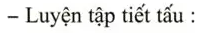 – Luyện tập tiết tấu :